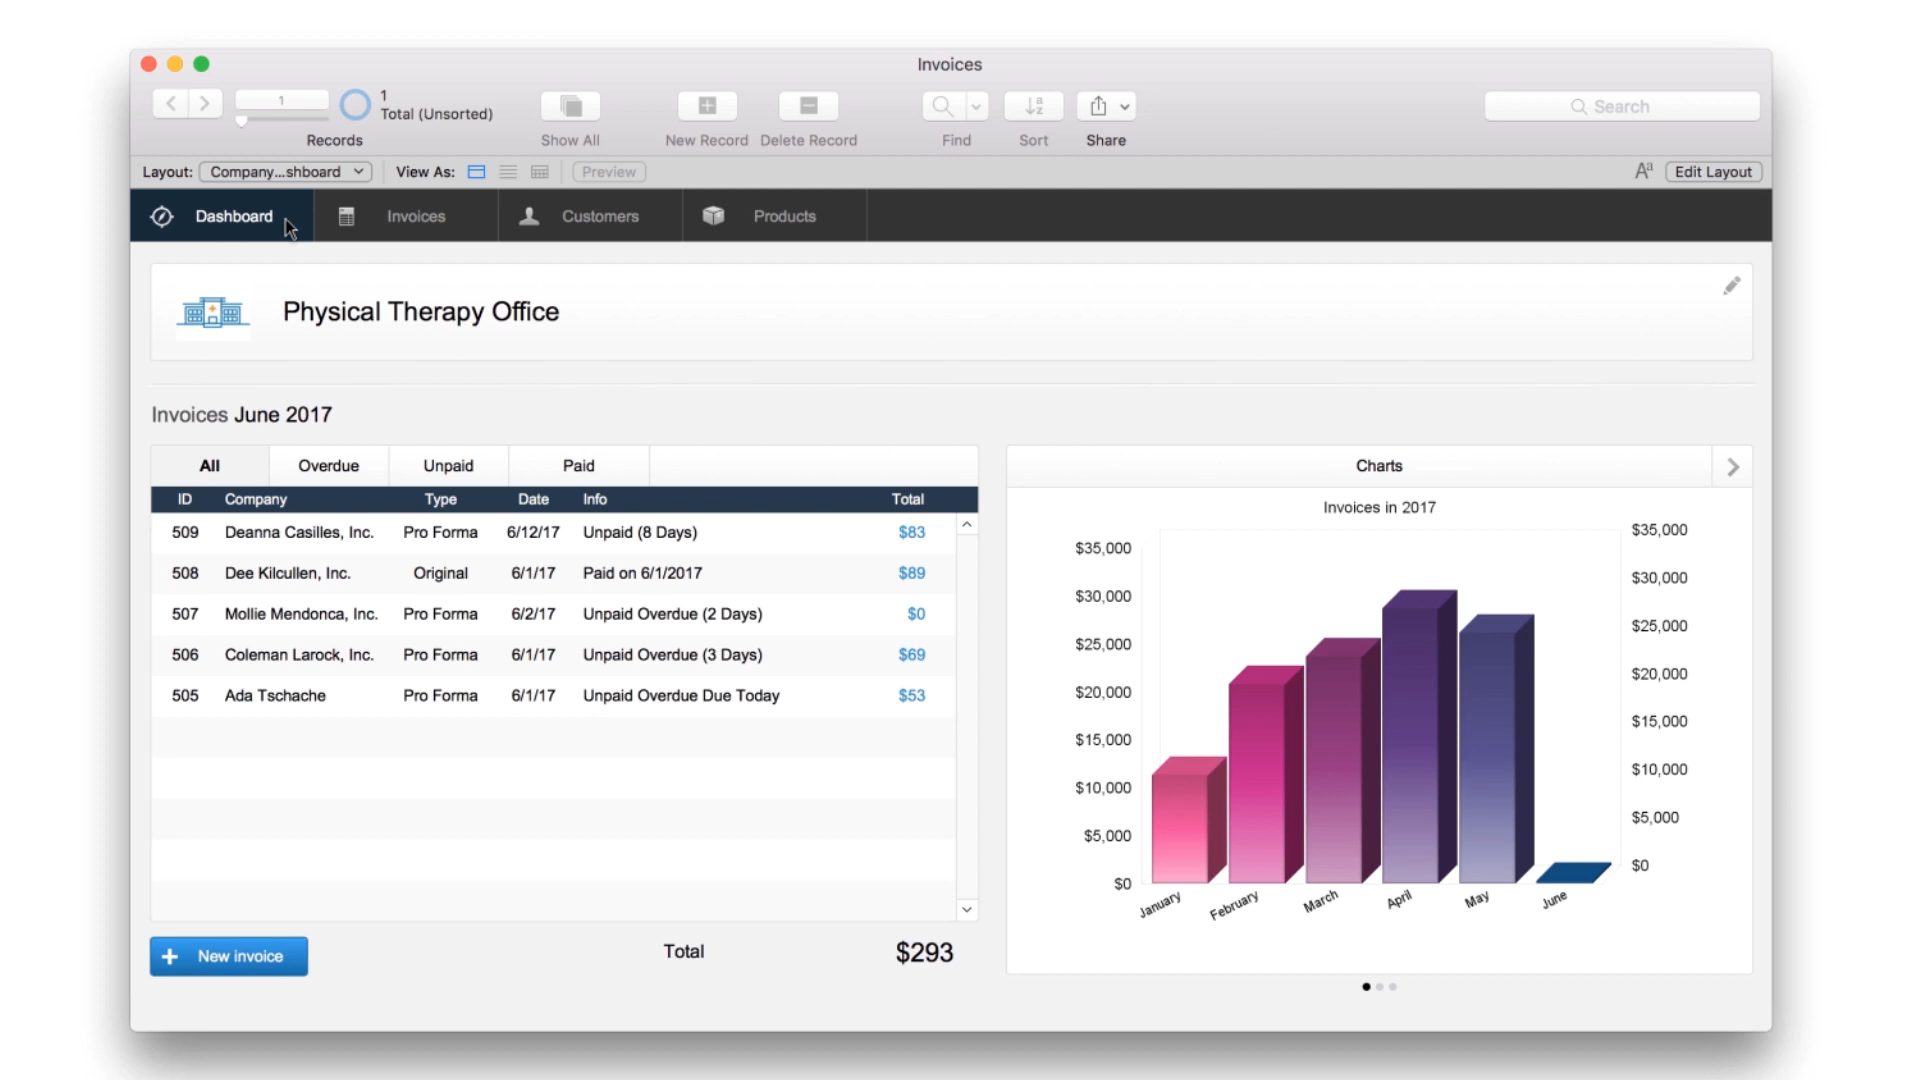 Invoices
1
1
Total (Unsorted)
Records
Show All
New Record
Delete Record
Find
Sort
Share
Search
Layout: Company...shboard
View As:
Preview
Aa
Edit Layout
Dashboard
Invoices
Customers
Products
Physical Therapy Office
Invoices June 2017
All Overdue Unpaid Paid
ID Company Type Date Info Total
509 Deanna Casilles, Inc. Pro Forma 6/12/17 Unpaid (8 Days) $83
508 Dee Kilcullen, Inc. Original 6/1/17 Paid on 6/1/2017 $89
507 Mollie Mendonca, Inc. Pro Forma 6/2/17 Unpaid Overdue (2 Days) $0
506 Coleman Larock, Inc. Pro Forma 6/1/17 Unpaid Overdue (3 Days) $69
505 Ada Tschache Pro Forma 6/1/17 Unpaid Overdue Due Today $53
New invoice
Total $293
Charts
Invoices in 2017
$35,000
$30,000
$25,000
$20,000
$15,000
$10,000
$5,000
$0
$35,000
$30,000
$25,000
$20,000
$15,000
$10,000
$5,000
$0
January February March April May June